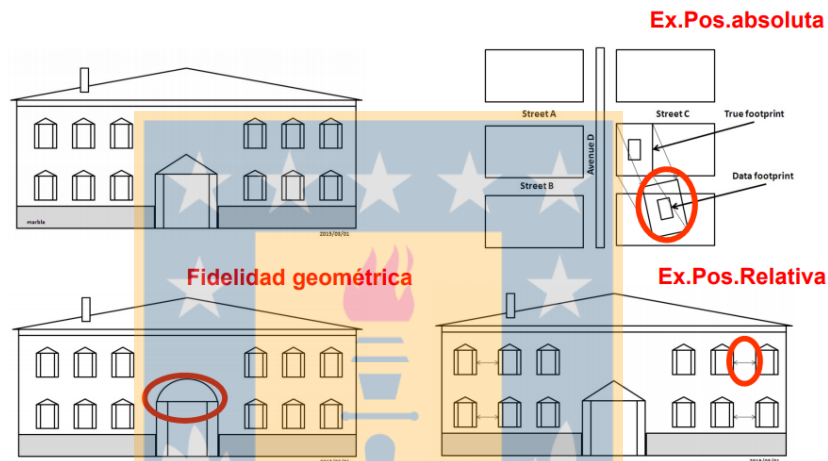 Ex.Pos.absoluta
Street A
Street C
True footprint
Avenue D
Data footprint
Street B
marble
2015/03/01
Fidelidad geométrica
Ex.Pos.Relativa